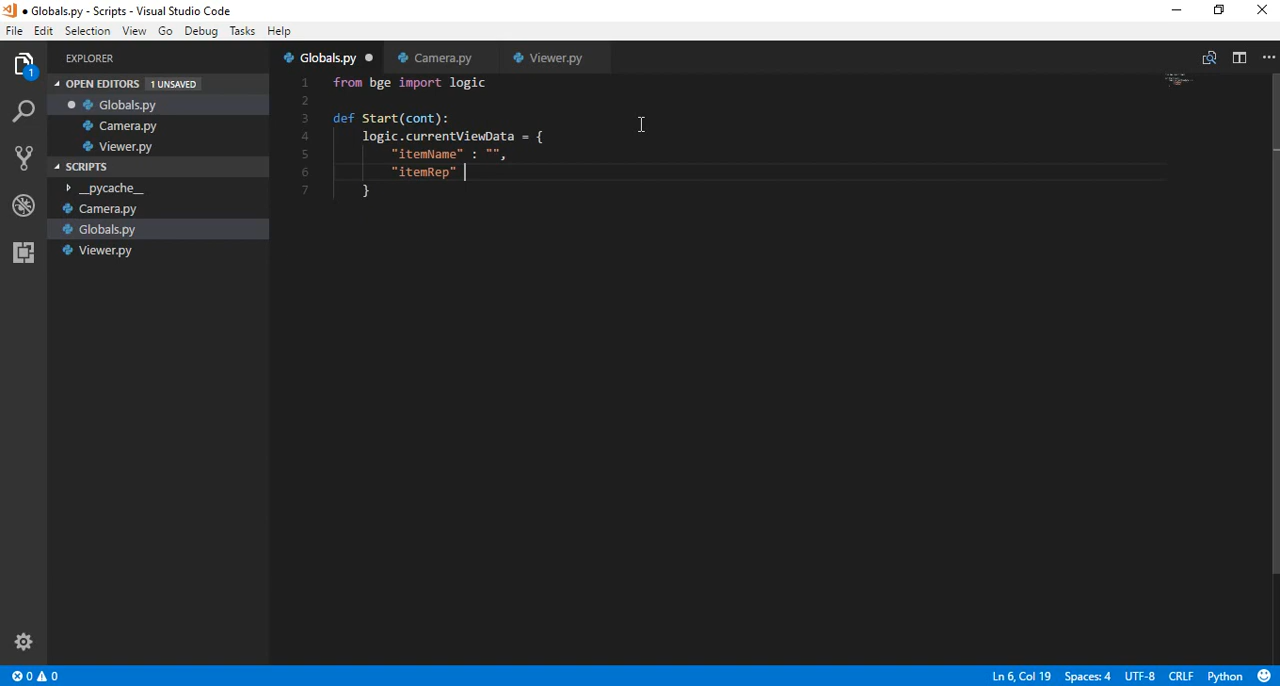 ● Globals.py - Scripts - Visual Studio Code
File Edit Selection View Go Debug Tasks Help
EXPLORER
Globals.py ●
Camera.py
Viewer.py
1
OPEN EDITORS 1 UNSAVED
● Globals.py
Camera.py
Viewer.py
SCRIPTS
__pycache__
Camera.py
Globals.py
Viewer.py
1 from bge import logic
2
3 def Start(cont):
4 logic.currentViewData = {
5 "itemName" : "",
6 "itemRep"
7 }
0 0
Ln 6, Col 19 Spaces: 4 UTF-8 CRLF Python